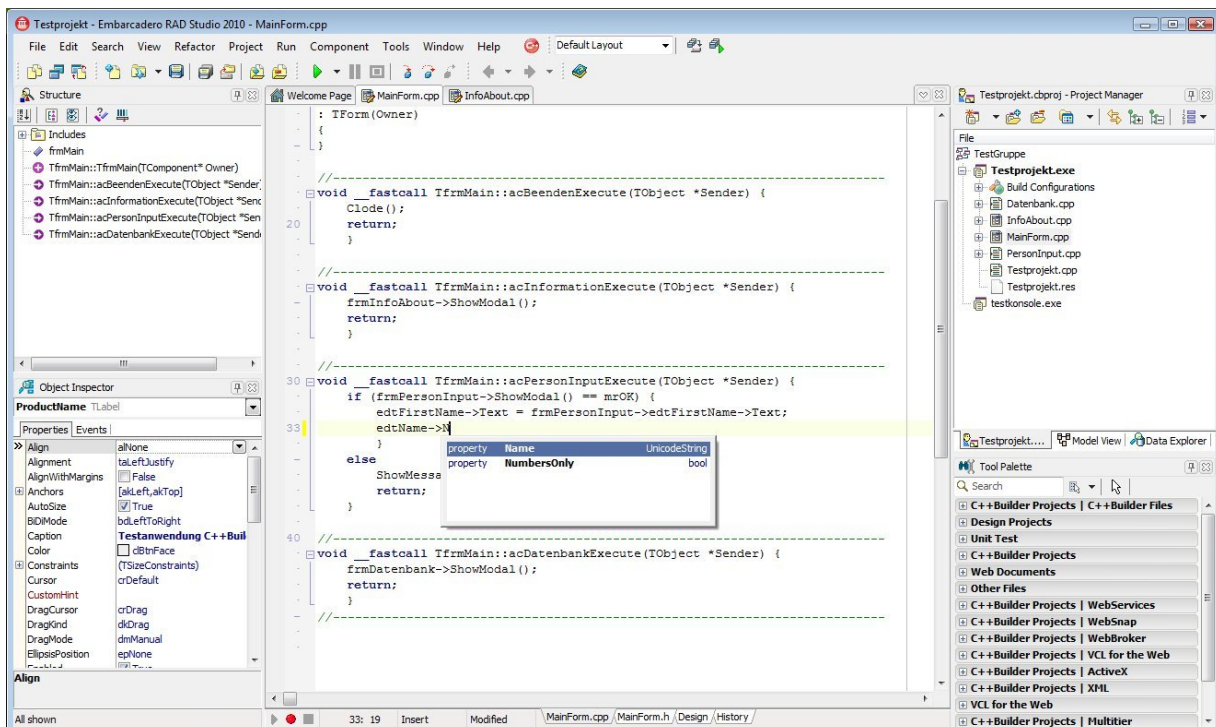 Testprojekt - Embarcadero RAD Studio 2010 - MainForm.cpp
File Edit Search View Refactor Project Run Component Tools Window Help Default Layout
Structure
Includes
frmMain
TfrmMain::TfrmMain(TComponent* Owner)
TfrmMain::acBeendenExecute(TObject *Sender)
TfrmMain::acInformationExecute(TObject *Send
TfrmMain::acPersonInputExecute(TObject *Sen
TfrmMain::acDatenbankExecute(TObject *Send
Object Inspector
ProductName TLabel
Properties Events
Align alNone
Alignment taLeftJustify
AlignWithMargins False
Anchors [akLeft,akTop]
AutoSize True
BiDiMode bdLeftToRight
Caption Testanwendung C++Buil
Color clBtnFace
Constraints (TSizeConstraints)
Cursor crDefault
CustomHint
DragCursor crDrag
DragKind dkDrag
DragMode dmManual
EllipsisPosition epNone
Enabled True
Align
All shown
Welcome Page MainForm.cpp InfoAbout.cpp
: TForm(Owner)
{
}
//---------------------------------------------------------------------------
void __fastcall TfrmMain::acBeendenExecute(TObject *Sender) {
Clode();
20 return;
}
//---------------------------------------------------------------------------
void __fastcall TfrmMain::acInformationExecute(TObject *Sender) {
frmInfoAbout->ShowModal();
return;
}
//---------------------------------------------------------------------------
30 void __fastcall TfrmMain::acPersonInputExecute(TObject *Sender) {
if (frmPersonInput->ShowModal() == mrOK) {
edtFirstName->Text = frmPersonInput->edtFirstName->Text;
33 edtName->N
}
property Name UnicodeString
property NumbersOnly bool
else
ShowMessa
return;
}
40 //---------------------------------------------------------------------------
void __fastcall TfrmMain::acDatenbankExecute(TObject *Sender) {
frmDatenbank->ShowModal();
return;
}
//---------------------------------------------------------------------------
33: 19 Insert Modified MainForm.cpp MainForm.h Design History
Testprojekt.cbproj - Project Manager
File
TestGruppe
Testprojekt.exe
Build Configurations
Datenbank.cpp
InfoAbout.cpp
MainForm.cpp
PersonInput.cpp
Testprojekt.cpp
Testprojekt.res
testkonsole.exe
Testprojekt.... Model View Data Explorer
Tool Palette
Search
C++Builder Projects | C++Builder Files
Design Projects
Unit Test
C++Builder Projects
Web Documents
Other Files
C++Builder Projects | WebServices
C++Builder Projects | WebSnap
C++Builder Projects | WebBroker
C++Builder Projects | VCL for the Web
C++Builder Projects | ActiveX
C++Builder Projects | XML
VCL for the Web
C++Builder Projects | Multitier